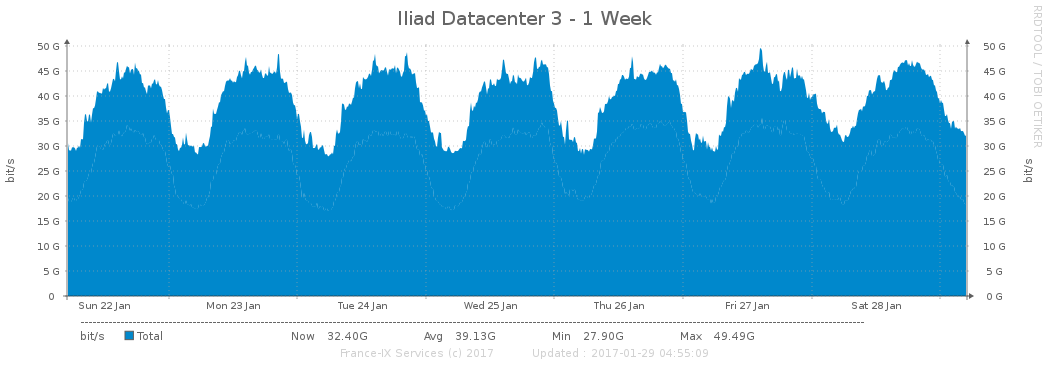 Iliad Datacenter 3 - 1 Week
RRDTOOL / TOBI OETIKER
50 G 50 G
45 G 45 G
40 G 40 G
35 G 35 G
30 G 30 G
25 G 25 G
20 G 20 G
15 G 15 G
10 G 10 G
5 G 5 G
0 0 G
bit/s bit/s
Sun 22 Jan Mon 23 Jan Tue 24 Jan Wed 25 Jan Thu 26 Jan Fri 27 Jan Sat 28 Jan
bit/s Total Now 32.40G Avg 39.13G Min 27.90G Max 49.49G
France-IX Services (c) 2017 Updated : 2017-01-29 04:55:09